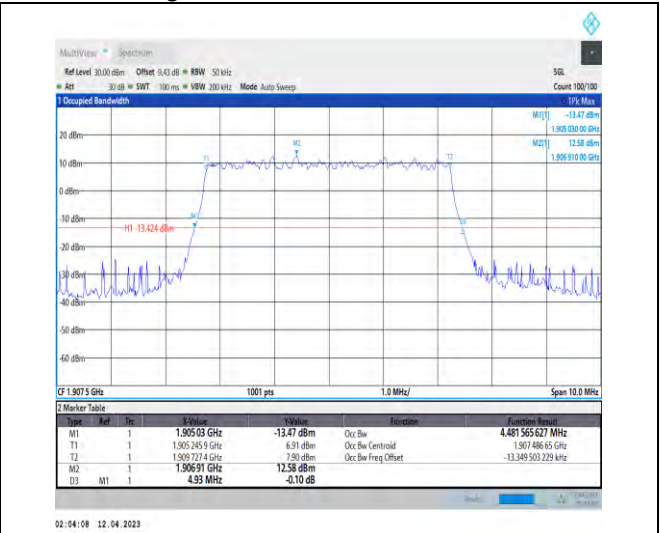 MultiView Spectrum
Ref Level 30.00 dBm Offset 9.43 dB RBW 50 kHz SGL
Att 30 dB SWT 100 ms VBW 200 kHz Mode Auto Sweep Count 100/100
1 Occupied Bandwidth 1Pk Max
M1[1] -13.47 dBm
1.905 030 00 GHz
M2[1] 12.58 dBm
1.906 910 00 GHz
20 dBm
M2
T1 T2
10 dBm
0 dBm
-10 dBm
M1
H1 -13.424 dBm
-20 dBm
-30 dBm
-40 dBm
-50 dBm
-60 dBm
CF 1.907 5 GHz 1001 pts 1.0 MHz/ Span 10.0 MHz
2 Marker Table
Type Ref Trc X-Value Y-Value Function Function Result
M1 1 1.905 03 GHz -13.47 dBm Occ Bw 4.481 565 627 MHz
T1 1 1.905 245 9 GHz 6.91 dBm Occ Bw Centroid 1.907 486 65 GHz
T2 1 1.909 727 4 GHz 7.90 dBm Occ Bw Freq Offset -13.349 503 229 kHz
M2 1 1.906 91 GHz 12.58 dBm
D3 M1 1 4.93 MHz -0.10 dB
02:04:08 12.04.2023